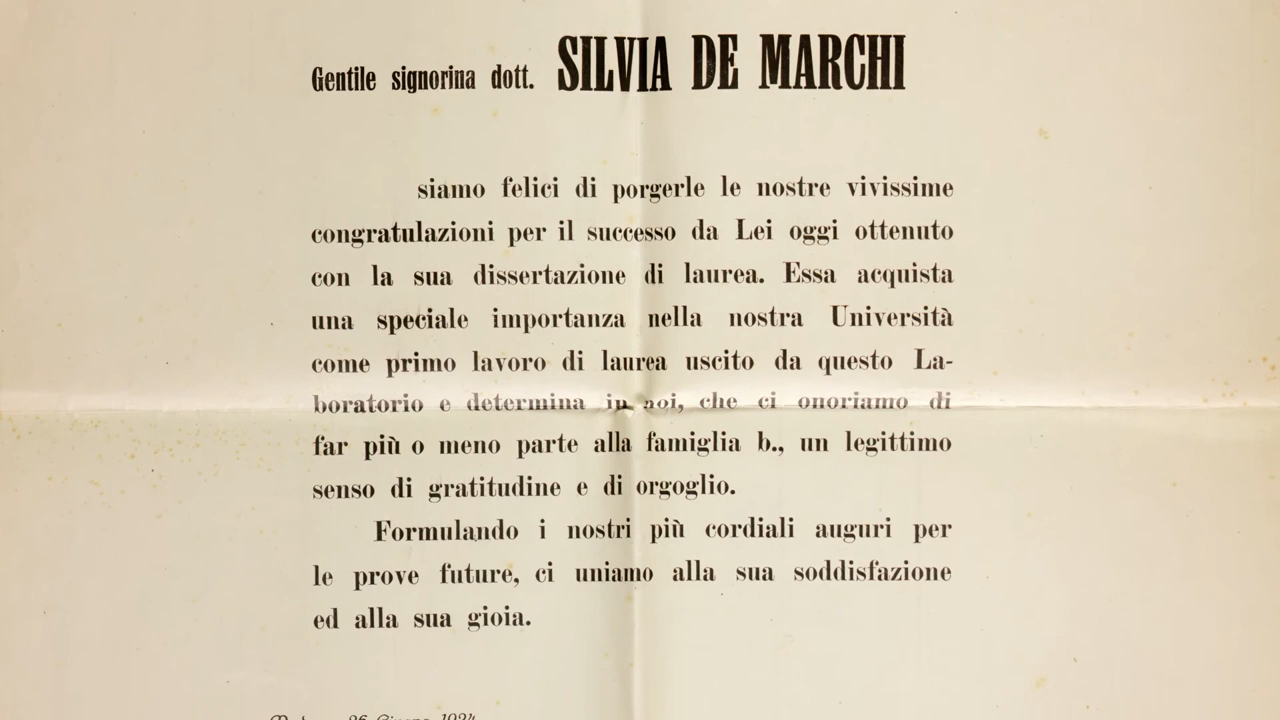 Gentile signorina dott. SILVIA DE MARCHI
siamo felici di porgerle le nostre vivissime
congratulazioni per il successo da Lei oggi ottenuto
con la sua dissertazione di laurea. Essa acquista
una speciale importanza nella nostra Università
come primo lavoro di laurea uscito da questo La-
boratorio e determina in noi, che ci onoriamo di
far più o meno parte alla famiglia b., un legittimo
senso di gratitudine e di orgoglio.
Formulando i nostri più cordiali auguri per
le prove future, ci uniamo alla sua soddisfazione
ed alla sua gioia.